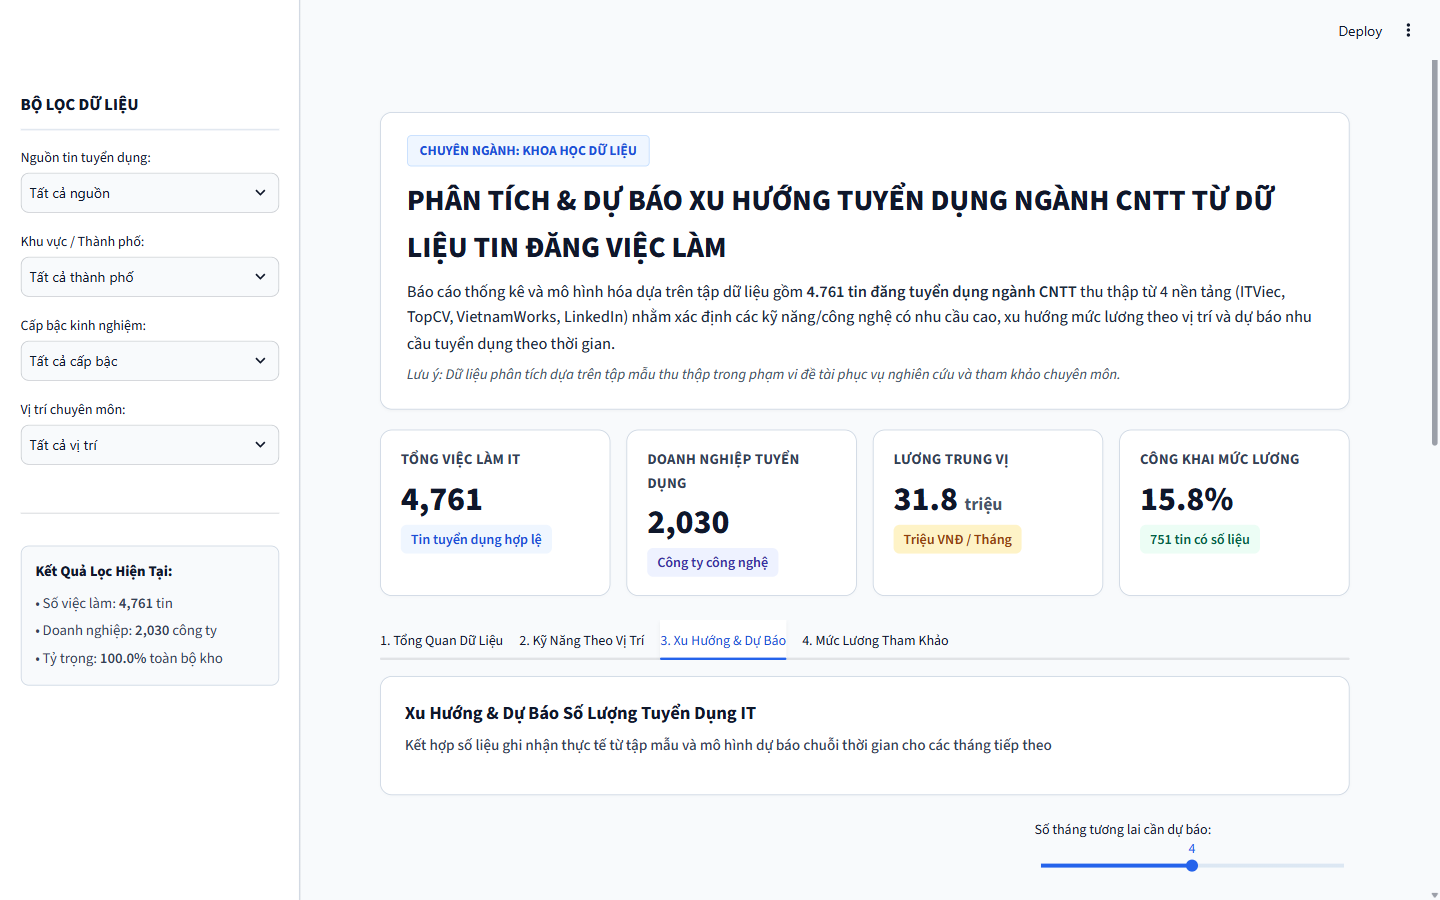 Deploy
BỘ LỌC DỮ LIỆU
Nguồn tin tuyển dụng:
Tất cả nguồn
Khu vực / Thành phố:
Tất cả thành phố
Cấp bậc kinh nghiệm:
Tất cả cấp bậc
Vị trí chuyên môn:
Tất cả vị trí
Kết Quả Lọc Hiện Tại:
• Số việc làm: 4,761 tin
• Doanh nghiệp: 2,030 công ty
• Tỷ trọng: 100.0% toàn bộ kho
CHUYÊN NGÀNH: KHOA HỌC DỮ LIỆU
PHÂN TÍCH & DỰ BÁO XU HƯỚNG TUYỂN DỤNG NGÀNH CNTT TỪ DỮ
LIỆU TIN ĐĂNG VIỆC LÀM
Báo cáo thống kê và mô hình hóa dựa trên tập dữ liệu gồm 4.761 tin đăng tuyển dụng ngành CNTT thu thập từ 4 nền tảng (ITViec,
TopCV, VietnamWorks, LinkedIn) nhằm xác định các kỹ năng/công nghệ có nhu cầu cao, xu hướng mức lương theo vị trí và dự báo nhu
cầu tuyển dụng theo thời gian.
Lưu ý: Dữ liệu phân tích dựa trên tập mẫu thu thập trong phạm vi đề tài phục vụ nghiên cứu và tham khảo chuyên môn.
TỔNG VIỆC LÀM IT
4,761
Tin tuyển dụng hợp lệ
DOANH NGHIỆP TUYỂN
DỤNG
2,030
Công ty công nghệ
LƯƠNG TRUNG VỊ
31.8 triệu
Triệu VNĐ / Tháng
CÔNG KHAI MỨC LƯƠNG
15.8%
751 tin có số liệu
1. Tổng Quan Dữ Liệu
2. Kỹ Năng Theo Vị Trí
3. Xu Hướng & Dự Báo
4. Mức Lương Tham Khảo
Xu Hướng & Dự Báo Số Lượng Tuyển Dụng IT
Kết hợp số liệu ghi nhận thực tế từ tập mẫu và mô hình dự báo chuỗi thời gian cho các tháng tiếp theo
Số tháng tương lai cần dự báo:
4